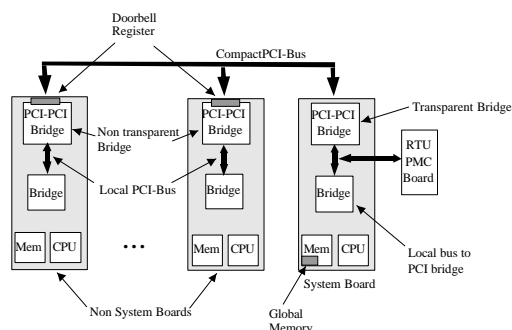 Doorbell
Register
CompactPCI-Bus
PCI-PCI
Bridge
Non transparent
Bridge
PCI-PCI
Bridge
PCI-PCI
Bridge
Transparent Bridge
RTU
PMC
Board
Local PCI-Bus
Bridge
Bridge
Bridge
Mem
CPU
...
Mem
CPU
Mem
CPU
Local bus to
PCI bridge
System Board
Non System Boards
Global
Memory